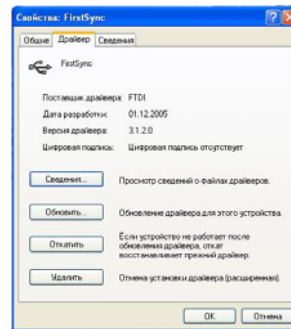 Свойства: FirstSync
Общие Драйвер Сведения
FirstSync
Поставщик драйвера: FTDI
Дата разработки: 01.12.2005
Версия драйвера: 3.1.2.0
Цифровая подпись: Цифровая подпись отсутствует
Сведения... Просмотр сведений о файлах драйверов.
Обновить... Обновление драйвера для этого устройства.
Откатить Если устройство не работает после
обновления драйвера, откат
восстанавливает прежний драйвер.
Удалить Отмена установки драйвера (расширенная).
OK Отмена